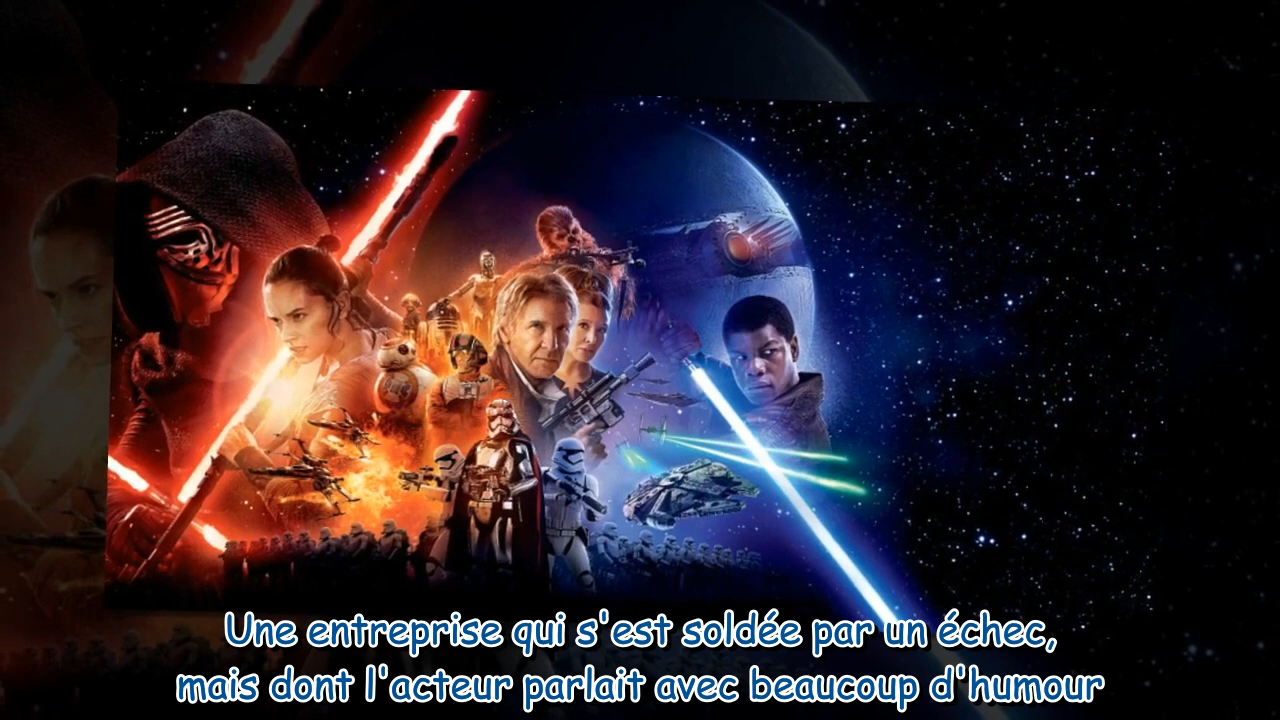 Une entreprise qui s'est soldée par un échec,
mais dont l'acteur parlait avec beaucoup d'humour